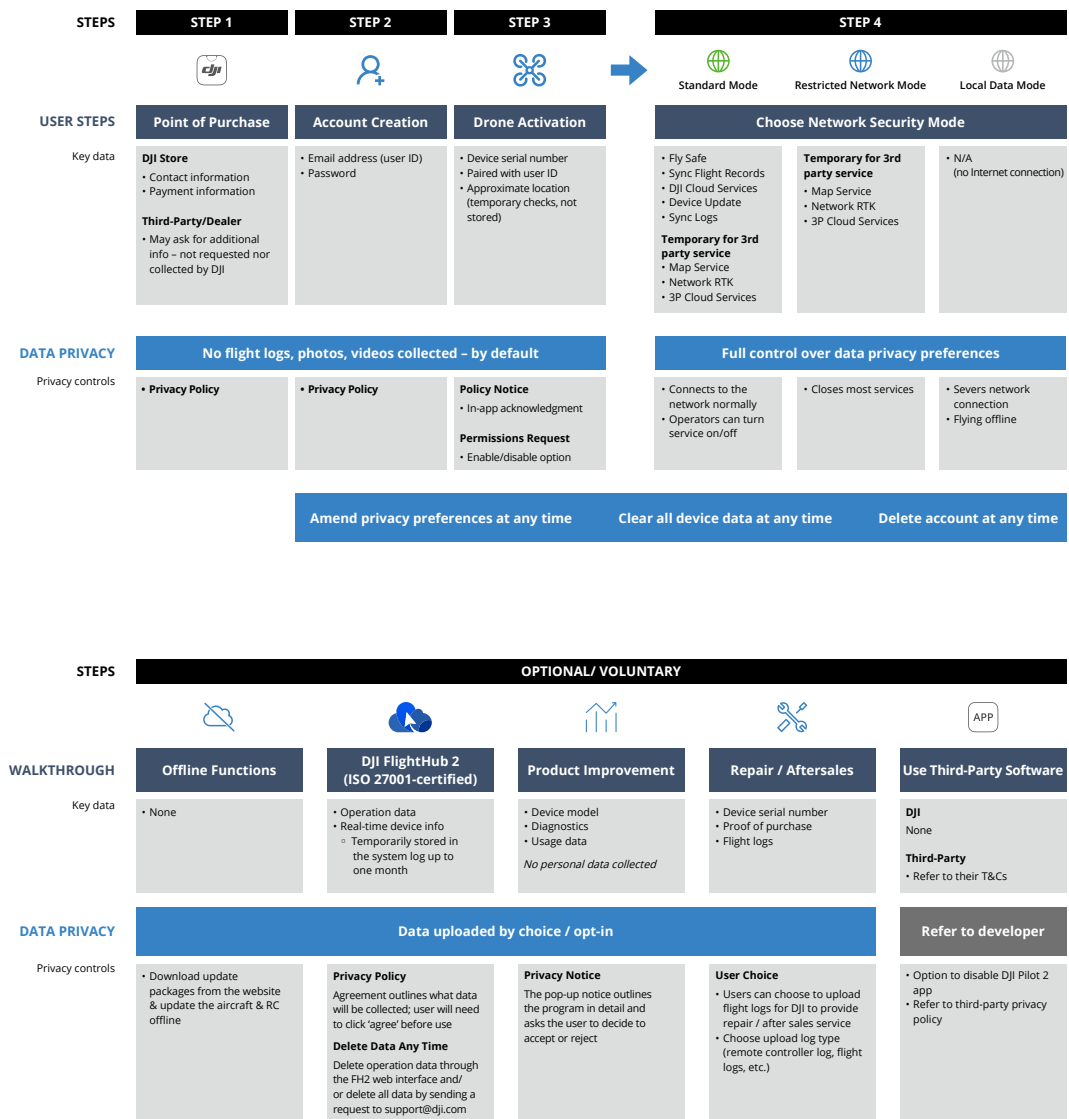 STEPS
STEP 1
STEP 2
STEP 3
STEP 4
dji
Standard Mode
Restricted Network Mode
Local Data Mode
USER STEPS
Point of Purchase
Account Creation
Drone Activation
Choose Network Security Mode
Key data
DJI Store
• Contact information
• Payment information
Third-Party/Dealer
• May ask for additional
info – not requested nor
collected by DJI
• Email address (user ID)
• Password
• Device serial number
• Paired with user ID
• Approximate location
(temporary checks, not
stored)
• Fly Safe
• Sync Flight Records
• DJI Cloud Services
• Device Update
• Sync Logs
Temporary for 3rd
party service
• Map Service
• Network RTK
• 3P Cloud Services
Temporary for 3rd
party service
• Map Service
• Network RTK
• 3P Cloud Services
• N/A
(no Internet connection)
DATA PRIVACY
No flight logs, photos, videos collected – by default
Full control over data privacy preferences
Privacy controls
• Privacy Policy
• Privacy Policy
Policy Notice
• In-app acknowledgment
Permissions Request
• Enable/disable option
• Connects to the
network normally
• Operators can turn
service on/off
• Closes most services
• Severs network
connection
• Flying offline
Amend privacy preferences at any time
Clear all device data at any time
Delete account at any time
STEPS
OPTIONAL/ VOLUNTARY
APP
WALKTHROUGH
Offline Functions
DJI FlightHub 2
(ISO 27001-certified)
Product Improvement
Repair / Aftersales
Use Third-Party Software
Key data
• None
• Operation data
• Real-time device info
◦ Temporarily stored in
the system log up to
one month
• Device model
• Diagnostics
• Usage data
No personal data collected
• Device serial number
• Proof of purchase
• Flight logs
DJI
None
Third-Party
• Refer to their T&Cs
DATA PRIVACY
Data uploaded by choice / opt-in
Refer to developer
Privacy controls
• Download update
packages from the website
& update the aircraft & RC
offline
Privacy Policy
Agreement outlines what data
will be collected; user will need
to click ‘agree’ before use
Delete Data Any Time
Delete operation data through
the FH2 web interface and/
or delete all data by sending a
request to support@dji.com
Privacy Notice
The pop-up notice outlines
the program in detail and
asks the user to decide to
accept or reject
User Choice
• Users can choose to upload
flight logs for DJI to provide
repair / after sales service
• Choose upload log type
(remote controller log, flight
logs, etc.)
• Option to disable DJI Pilot 2
app
• Refer to third-party privacy
policy